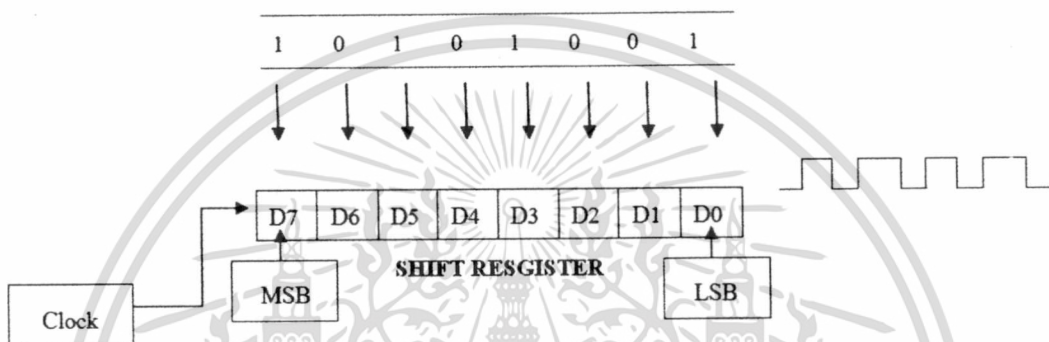 1 0 1 0 1 0 0 1
D7 D6 D5 D4 D3 D2 D1 D0
SHIFT RESGISTER
MSB
LSB
Clock